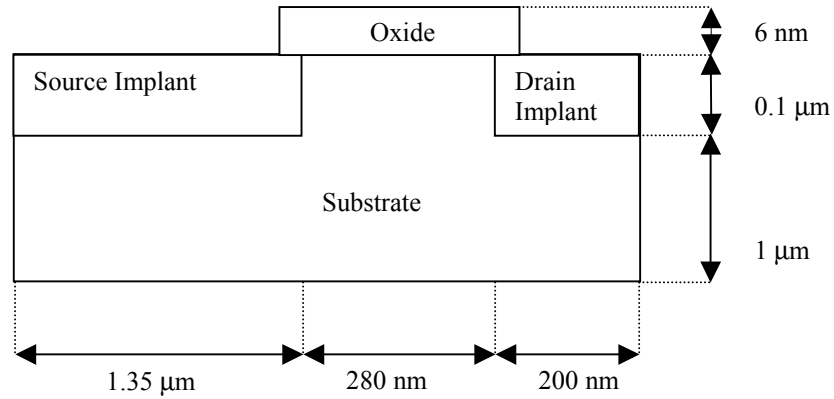 Oxide
6 nm
Source Implant
Drain
Implant
0.1 μm
Substrate
1 μm
1.35 μm
280 nm
200 nm